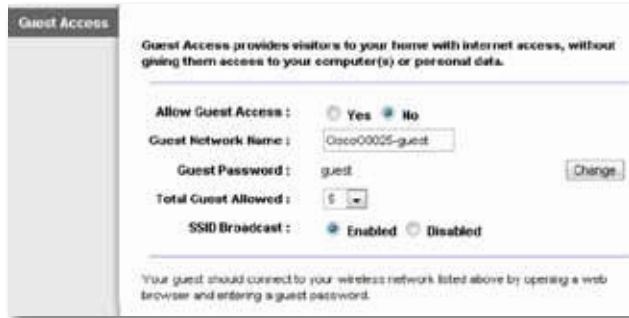 Guest Access
Guest Access provides visitors to your home with internet access, without
giving them access to your computer(s) or personal data.
Allow Guest Access : Yes No
Guest Network Name : Cisco00025-guest
Guest Password : guest Change
Total Guest Allowed : 5
SSID Broadcast : Enabled Disabled
Your guest should connect to your wireless network listed above by opening a web
browser and entering a guest password.